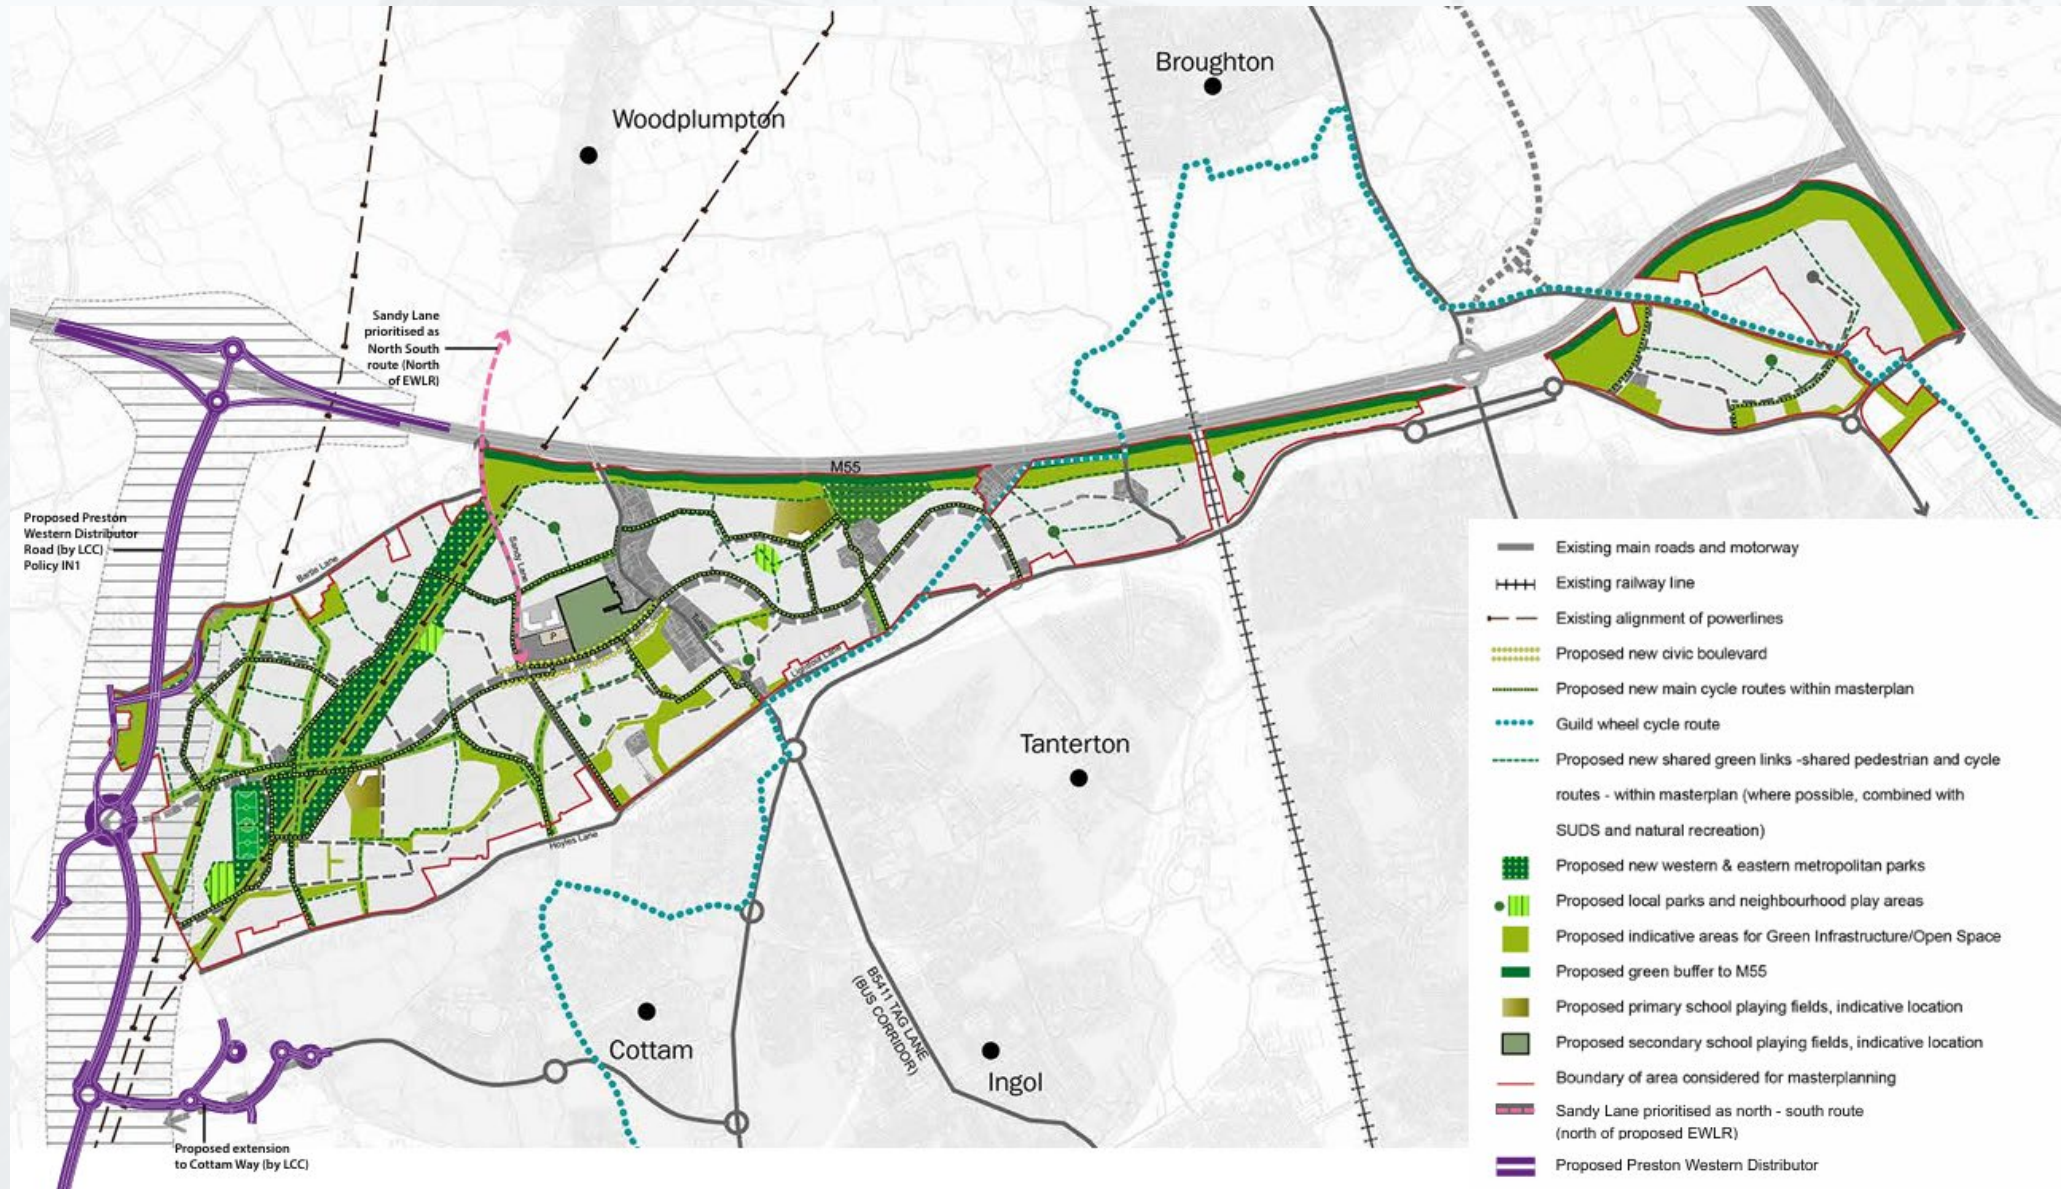 Broughton
Woodplumpton
Sandy Lane
prioritised as
North South
route (North
of EWLR)
M55
Proposed Preston
Western Distributor
Road (by LCC)
Policy IN1
Bartle Lane
Sandy Lane
P
Lightfoot Lane
Hoyles Lane
Tanterton
Cottam
B5411 TAG LANE
(BUS CORRIDOR)
Ingol
Proposed extension
to Cottam Way (by LCC)
Existing main roads and motorway
Existing railway line
Existing alignment of powerlines
Proposed new civic boulevard
Proposed new main cycle routes within masterplan
Guild wheel cycle route
Proposed new shared green links -shared pedestrian and cycle
routes - within masterplan (where possible, combined with
SUDS and natural recreation)
Proposed new western & eastern metropolitan parks
Proposed local parks and neighbourhood play areas
Proposed indicative areas for Green Infrastructure/Open Space
Proposed green buffer to M55
Proposed primary school playing fields, indicative location
Proposed secondary school playing fields, indicative location
Boundary of area considered for masterplanning
Sandy Lane prioritised as north - south route
(north of proposed EWLR)
Proposed Preston Western Distributor